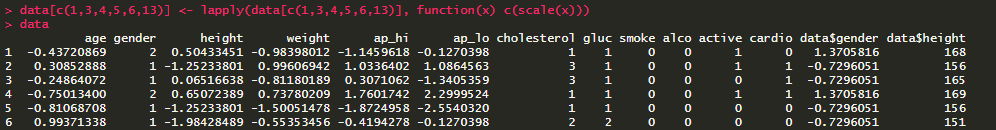 > data[c(1,3,4,5,6,13)] <- lapply(data[c(1,3,4,5,6,13)], function(x) c(scale(x)))
> data
age gender height weight ap_hi ap_lo cholesterol gluc smoke alco active cardio data$gender data$height
1 -0.43720869 2 0.50433451 -0.98398012 -1.1459618 -0.1270398 1 1 0 0 1 0 1.3705816 168
2 0.30852888 1 -1.25233801 0.99606942 1.0336402 1.0864563 3 1 0 0 1 1 -0.7296051 156
3 -0.24864072 1 0.06516638 -0.81180189 0.3071062 -1.3405359 3 1 0 0 0 1 -0.7296051 165
4 -0.75013400 2 0.65072389 0.73780209 1.7601742 2.2999524 1 1 0 0 1 1 1.3705816 169
5 -0.81068708 1 -1.25233801 -1.50051478 -1.8724958 -2.5540320 1 1 0 0 0 0 -0.7296051 156
6 0.99371338 1 -1.98428489 -0.55353456 -0.4194278 -0.1270398 2 2 0 0 0 0 -0.7296051 151